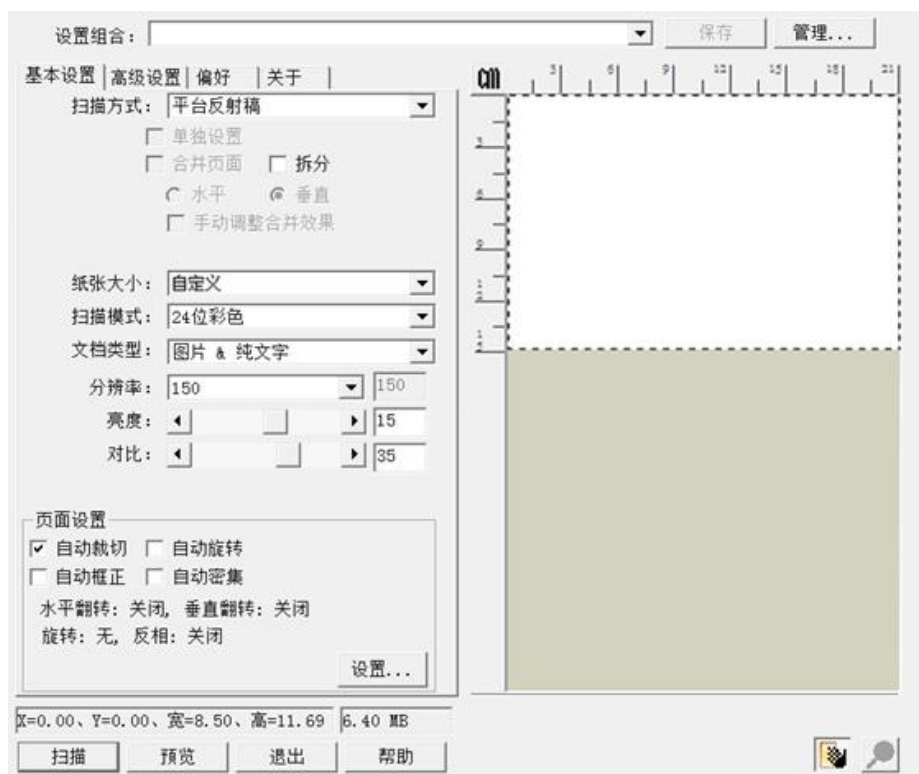 设置组合：
保存
管理...
基本设置 高级设置 偏好 关于
扫描方式： 平台反射稿
单独设置
合并页面 拆分
水平 垂直
手动调整合并效果
纸张大小： 自定义
扫描模式： 24位彩色
文档类型： 图片 & 纯文字
分辨率： 150 150
亮度： 15
对比： 35
页面设置
自动裁切 自动旋转
自动框正 自动密集
水平翻转: 关闭, 垂直翻转: 关闭
旋转: 无, 反相: 关闭
设置...
X=0.00、Y=0.00、宽=8.50、高=11.69 6.40 MB
扫描 预览 退出 帮助
cm 3 6 9 12 15 18 21
3
6
9
12
15